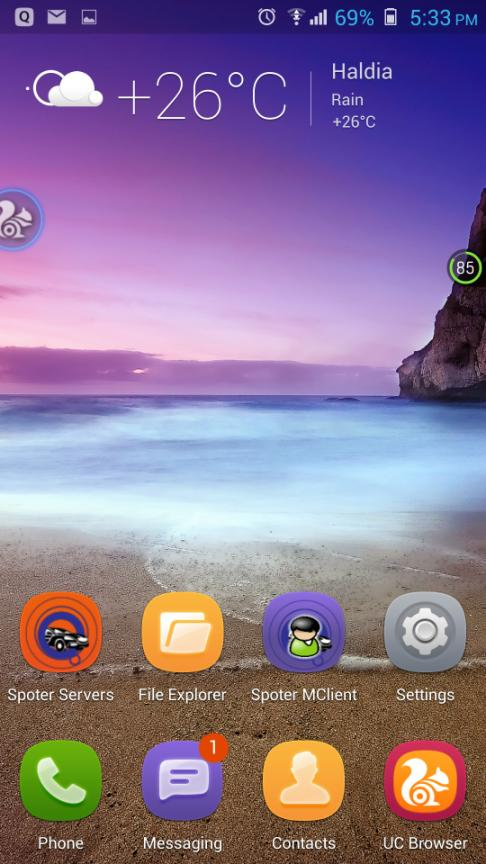 Q
69%
5:33 PM
+26°C
Haldia
Rain
+26°C
85
Spoter Servers
File Explorer
Spoter MClient
Settings
1
Phone
Messaging
Contacts
UC Browser